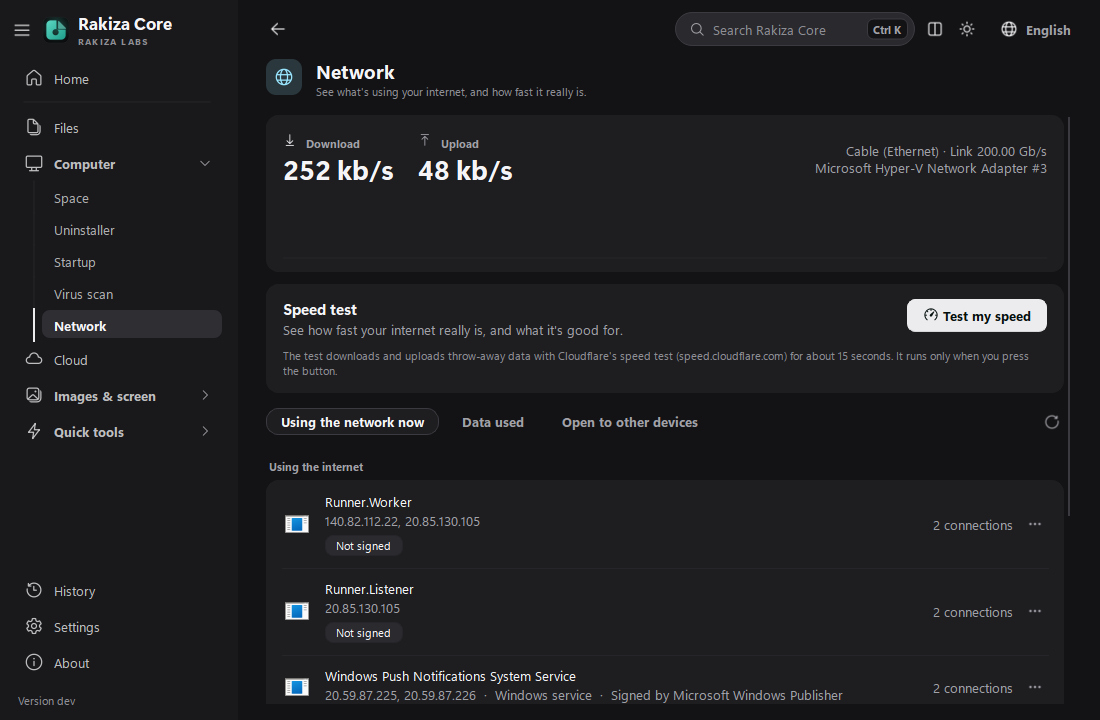 Rakiza Core
RAKIZA LABS
Search Rakiza Core
Ctrl K
English
Home
Files
Computer
Space
Uninstaller
Startup
Virus scan
Network
Cloud
Images & screen
Quick tools
History
Settings
About
Version dev
Network
See what's using your internet, and how fast it really is.
Download
Upload
252 kb/s
48 kb/s
Cable (Ethernet) · Link 200.00 Gb/s
Microsoft Hyper-V Network Adapter #3
Speed test
See how fast your internet really is, and what it's good for.
Test my speed
The test downloads and uploads throw-away data with Cloudflare's speed test (speed.cloudflare.com) for about 15 seconds. It runs only when you press
the button.
Using the network now
Data used
Open to other devices
Using the internet
Runner.Worker
140.82.112.22, 20.85.130.105
Not signed
2 connections
Runner.Listener
20.85.130.105
Not signed
2 connections
Windows Push Notifications System Service
20.59.87.225, 20.59.87.226 · Windows service · Signed by Microsoft Windows Publisher
2 connections